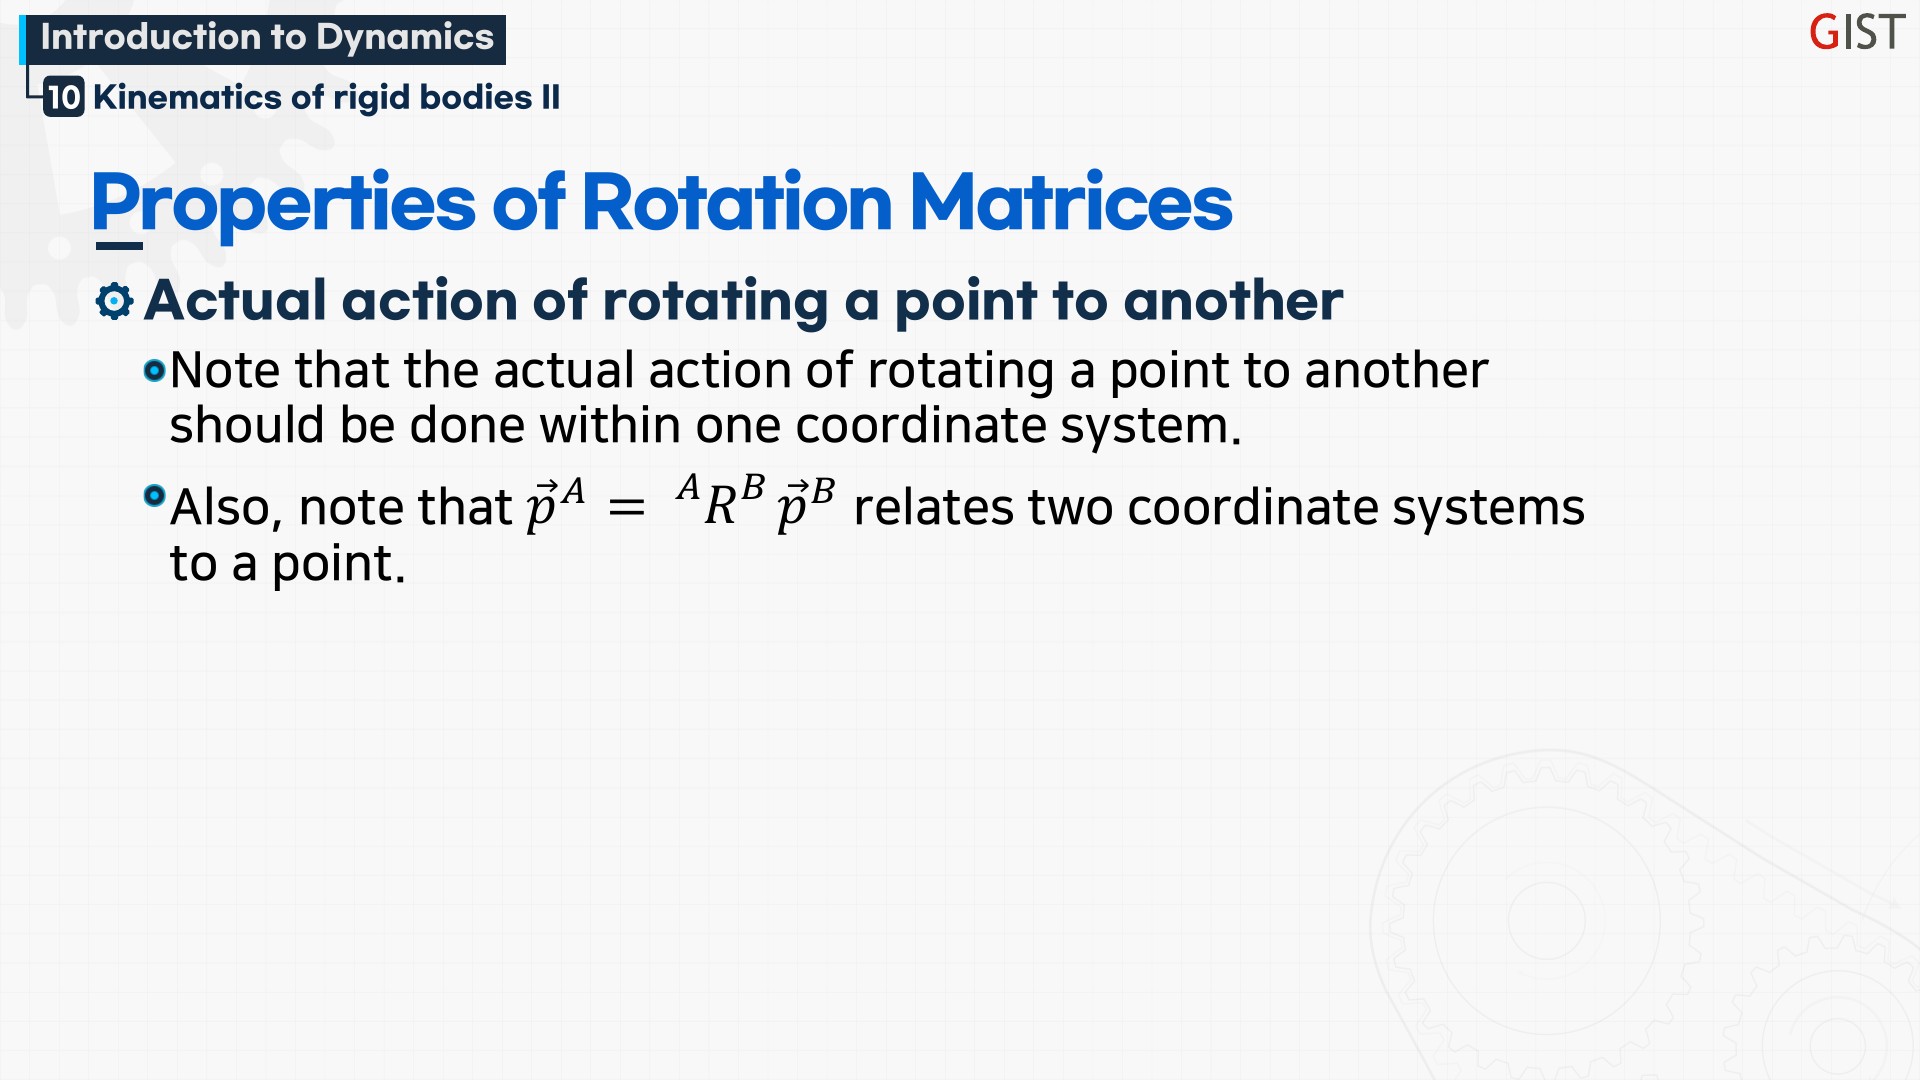 Introduction to Dynamics
GIST
10 Kinematics of rigid bodies II
Properties of Rotation Matrices
Actual action of rotating a point to another
Note that the actual action of rotating a point to another
should be done within one coordinate system.
Also, note that $\vec{p}^A = {}^A R^B \vec{p}^B$ relates two coordinate systems
to a point.